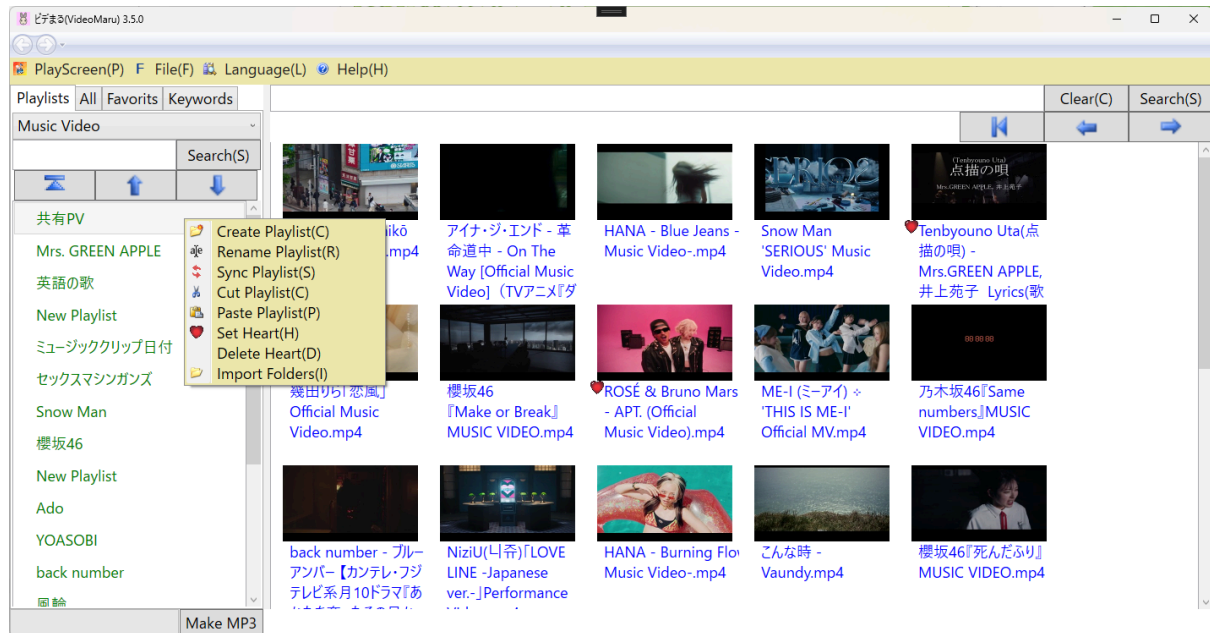 ビデまる(VideoMaru) 3.5.0
PlayScreen(P) F File(F) Language(L) Help(H)
Playlists All Favorites Keywords
Clear(C) Search(S)
Music Video
Search(S)
共有PV
Mrs. GREEN APPLE
英語の歌
New Playlist
ミュージッククリップ日付
セックスマシンガンズ
Snow Man
櫻坂46
New Playlist
Ado
YOASOBI
back number
風輪
Make MP3
Create Playlist(C)
Rename Playlist(R)
Sync Playlist(S)
Cut Playlist(C)
Paste Playlist(P)
Set Heart(H)
Delete Heart(D)
Import Folders(I)
ikō
.mp4
アイナ・ジ・エンド - 革
命道中 - On The
Way [Official Music
Video]（TVアニメ『ダ
HANA - Blue Jeans -
Music Video-.mp4
Snow Man
'SERIOUS' Music
Video.mp4
(Tenbyouno Uta)
点描の唄
Mrs.GREEN APPLE, 井上苑子
Tenbyouno Uta(点
描の唄) -
Mrs.GREEN APPLE,
井上苑子 Lyrics(歌
幾田りら「恋風」
Official Music
Video.mp4
櫻坂46
『Make or Break』
MUSIC VIDEO.mp4
ROSÉ & Bruno Mars
- APT. (Official
Music Video).mp4
ME-I (ミーアイ) ⟡
'THIS IS ME-I'
Official MV.mp4
乃木坂46『Same
numbers』MUSIC
VIDEO.mp4
back number - ブルー
アンバー【カンテレ・フジ
テレビ系月10ドラマ『あ
NiziU(니쥬)「LOVE
LINE -Japanese
ver.-」Performance
HANA - Burning Flow
Music Video-.mp4
こんな時 -
Vaundy.mp4
櫻坂46『死んだふり』
MUSIC VIDEO.mp4